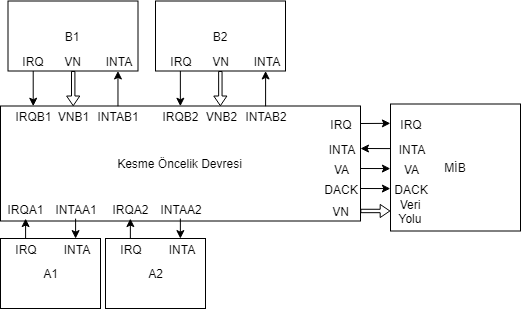 B1
B2
IRQ VN INTA
IRQ VN INTA
IRQB1 VNB1 INTAB1
IRQB2 VNB2 INTAB2
IRQ
INTA
VA
DACK
VN
Kesme Öncelik Devresi
IRQ
INTA
VA
MİB
DACK
Veri
Yolu
IRQA1 INTAA1
IRQA2 INTAA2
IRQ INTA
IRQ INTA
A1
A2